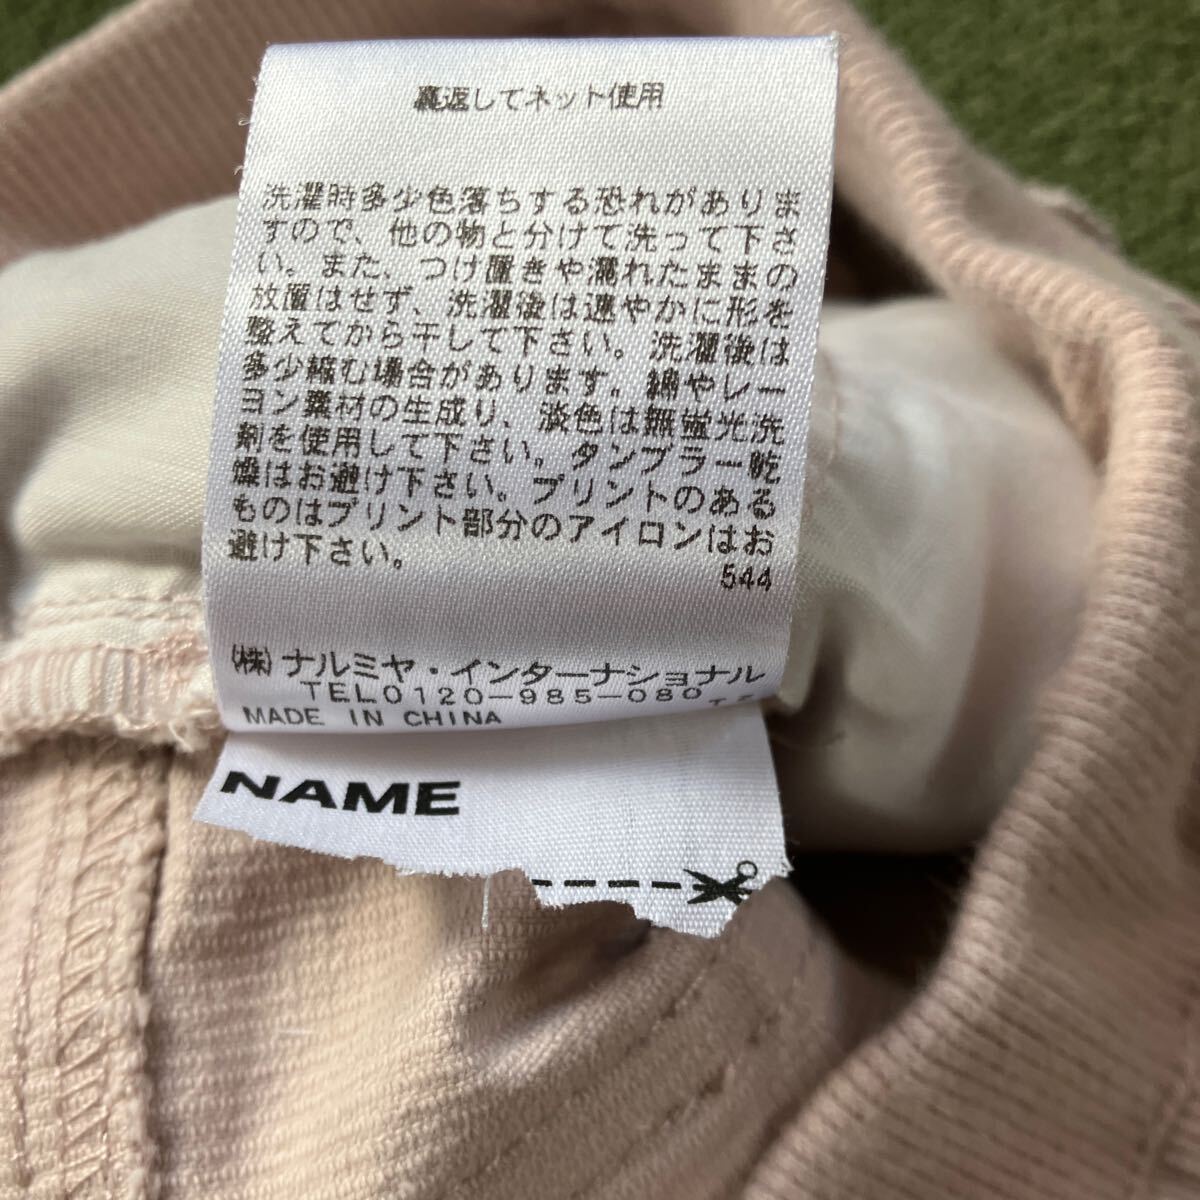 裏返してネット使用
洗濯時多少色落ちする恐れがありま
すので、他の物と分けて洗って下さ
い。また、つけ置きや濡れたままの
放置はせず、洗濯後は速やかに形を
整えてから干して下さい。洗濯後は
多少縮む場合があります。綿やレー
ヨン素材の生成り、淡色は無蛍光洗
剤を使用して下さい。タンブラー乾
燥はお避け下さい。プリントのある
ものはプリント部分のアイロンはお
避け下さい。
544
(株)ナルミヤ・インターナショナル
TEL0120-985-080
MADE IN CHINA
NAME